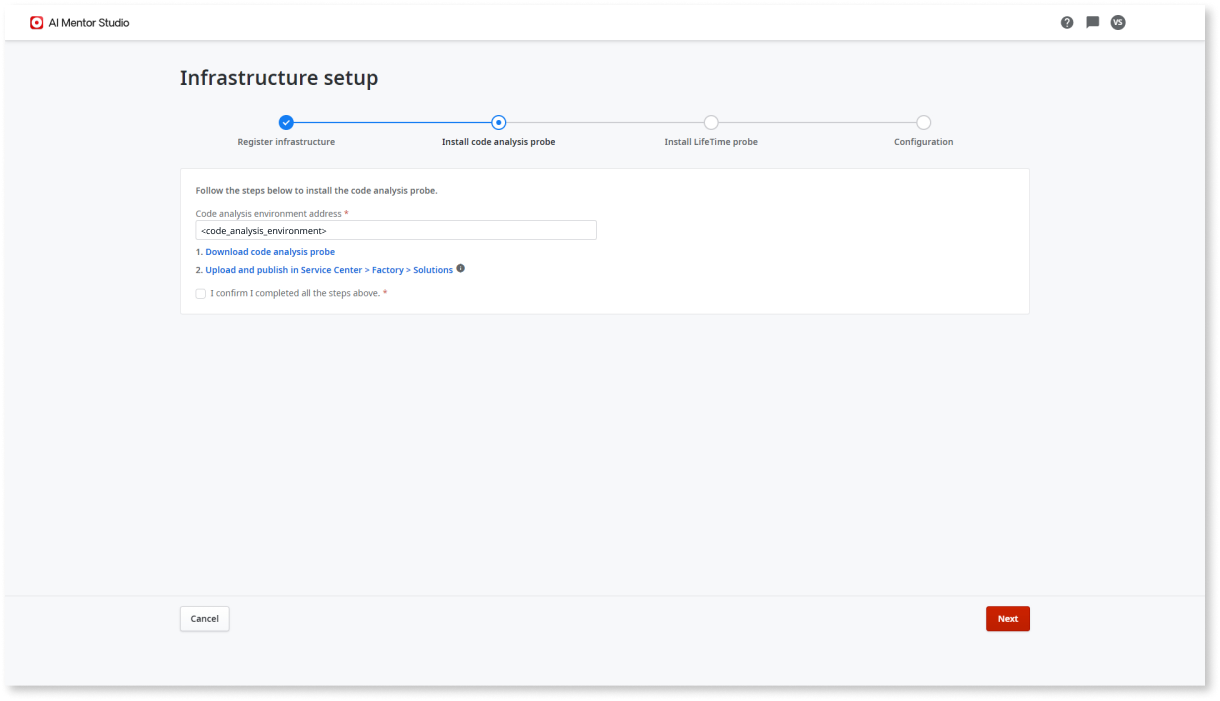 AI Mentor Studio
?
VS
Infrastructure setup
Register infrastructure
Install code analysis probe
Install LifeTime probe
Configuration
Follow the steps below to install the code analysis probe.
Code analysis environment address *
<code_analysis_environment>
1. Download code analysis probe
2. Upload and publish in Service Center > Factory > Solutions
I confirm I completed all the steps above. *
Cancel
Next